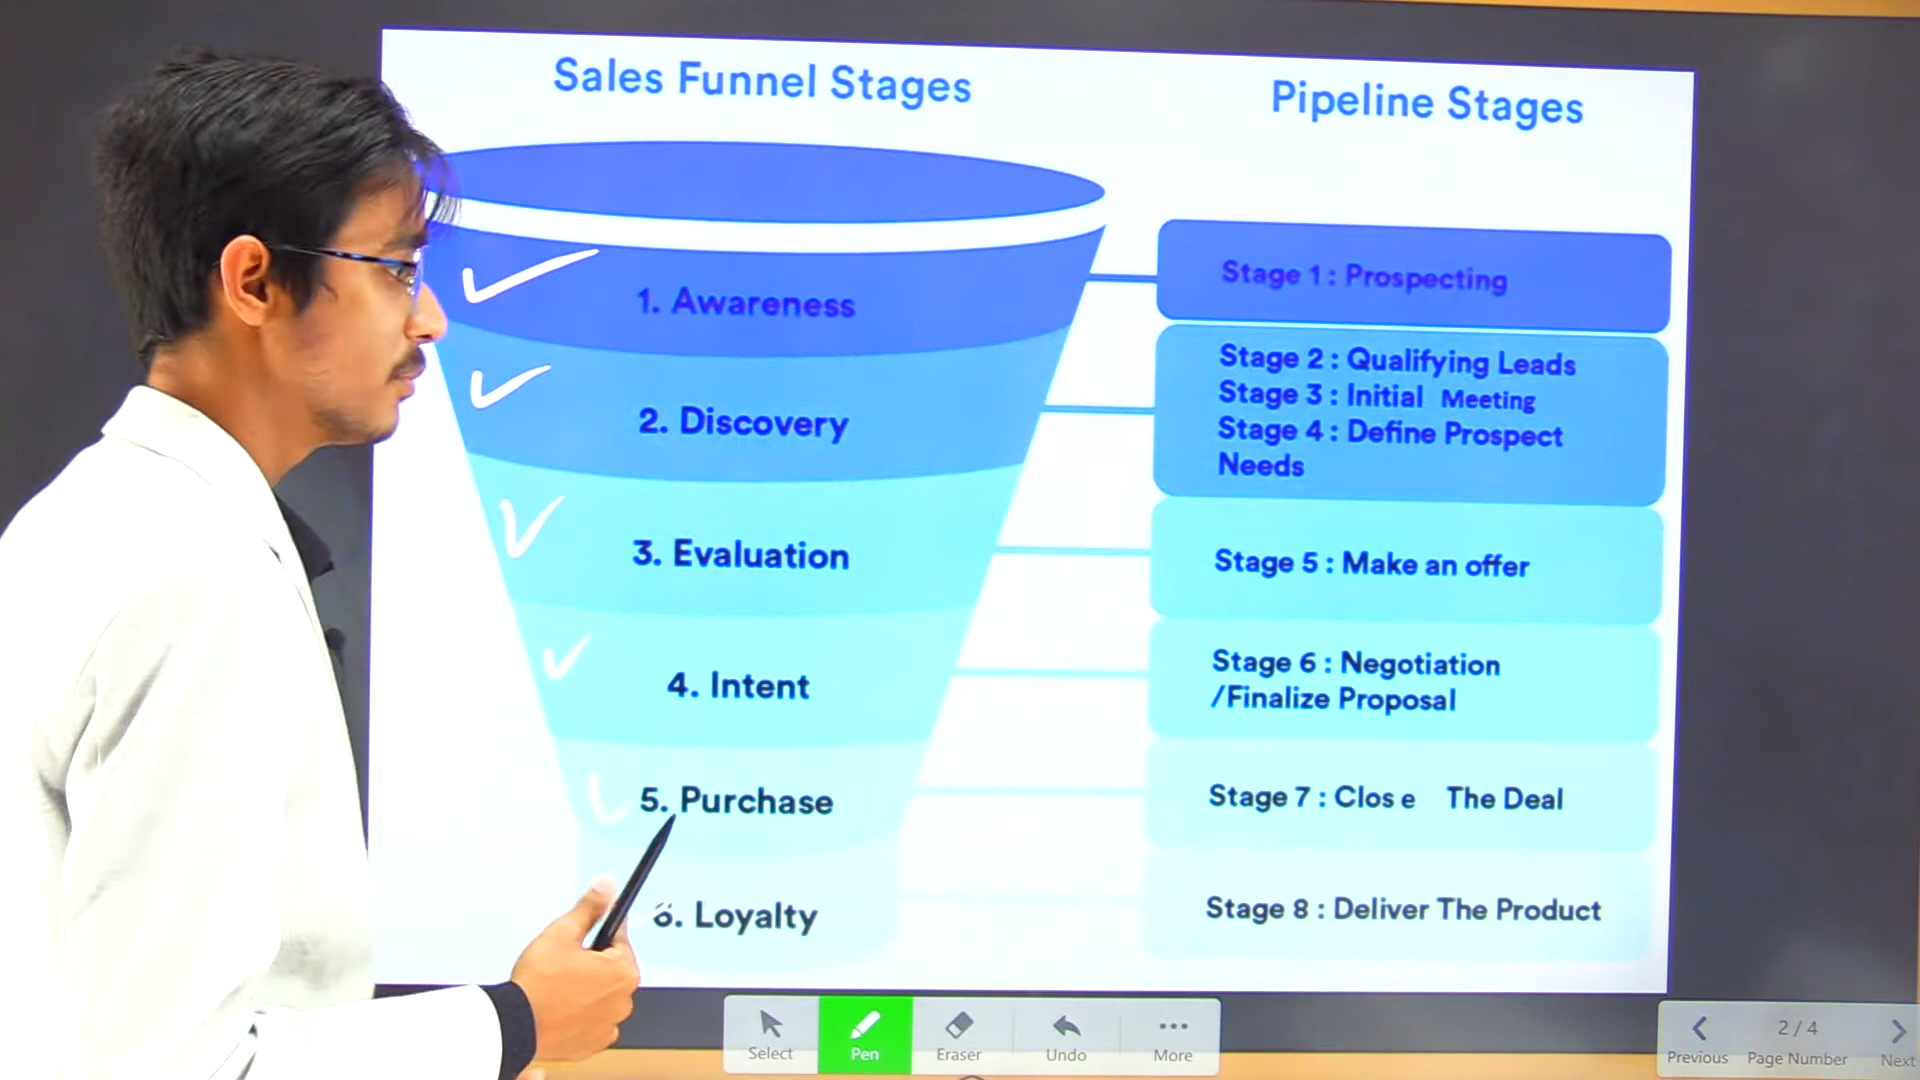 Sales Funnel Stages
Pipeline Stages
1. Awareness
2. Discovery
3. Evaluation
4. Intent
5. Purchase
6. Loyalty
Stage 1 : Prospecting
Stage 2 : Qualifying Leads
Stage 3 : Initial Meeting
Stage 4 : Define Prospect
Needs
Stage 5 : Make an offer
Stage 6 : Negotiation
/Finalize Proposal
Stage 7 : Clos e The Deal
Stage 8 : Deliver The Product
Select
Pen
Eraser
Undo
More
2 / 4
Previous
Page Number
Next